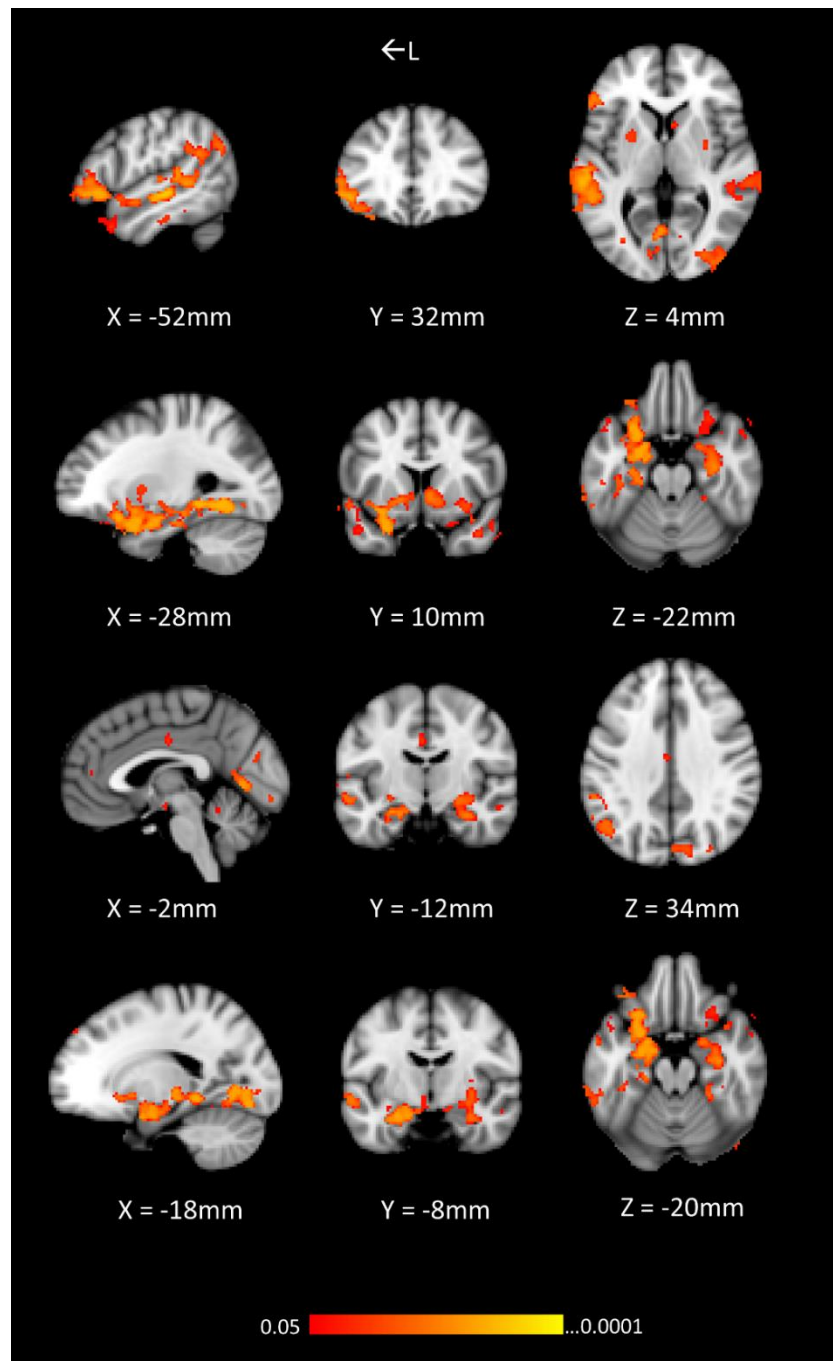 ←L
X = -52mm
Y = 32mm
Z = 4mm
X = -28mm
Y = 10mm
Z = -22mm
X = -2mm
Y = -12mm
Z = 34mm
X = -18mm
Y = -8mm
Z = -20mm
0.05
...0.0001